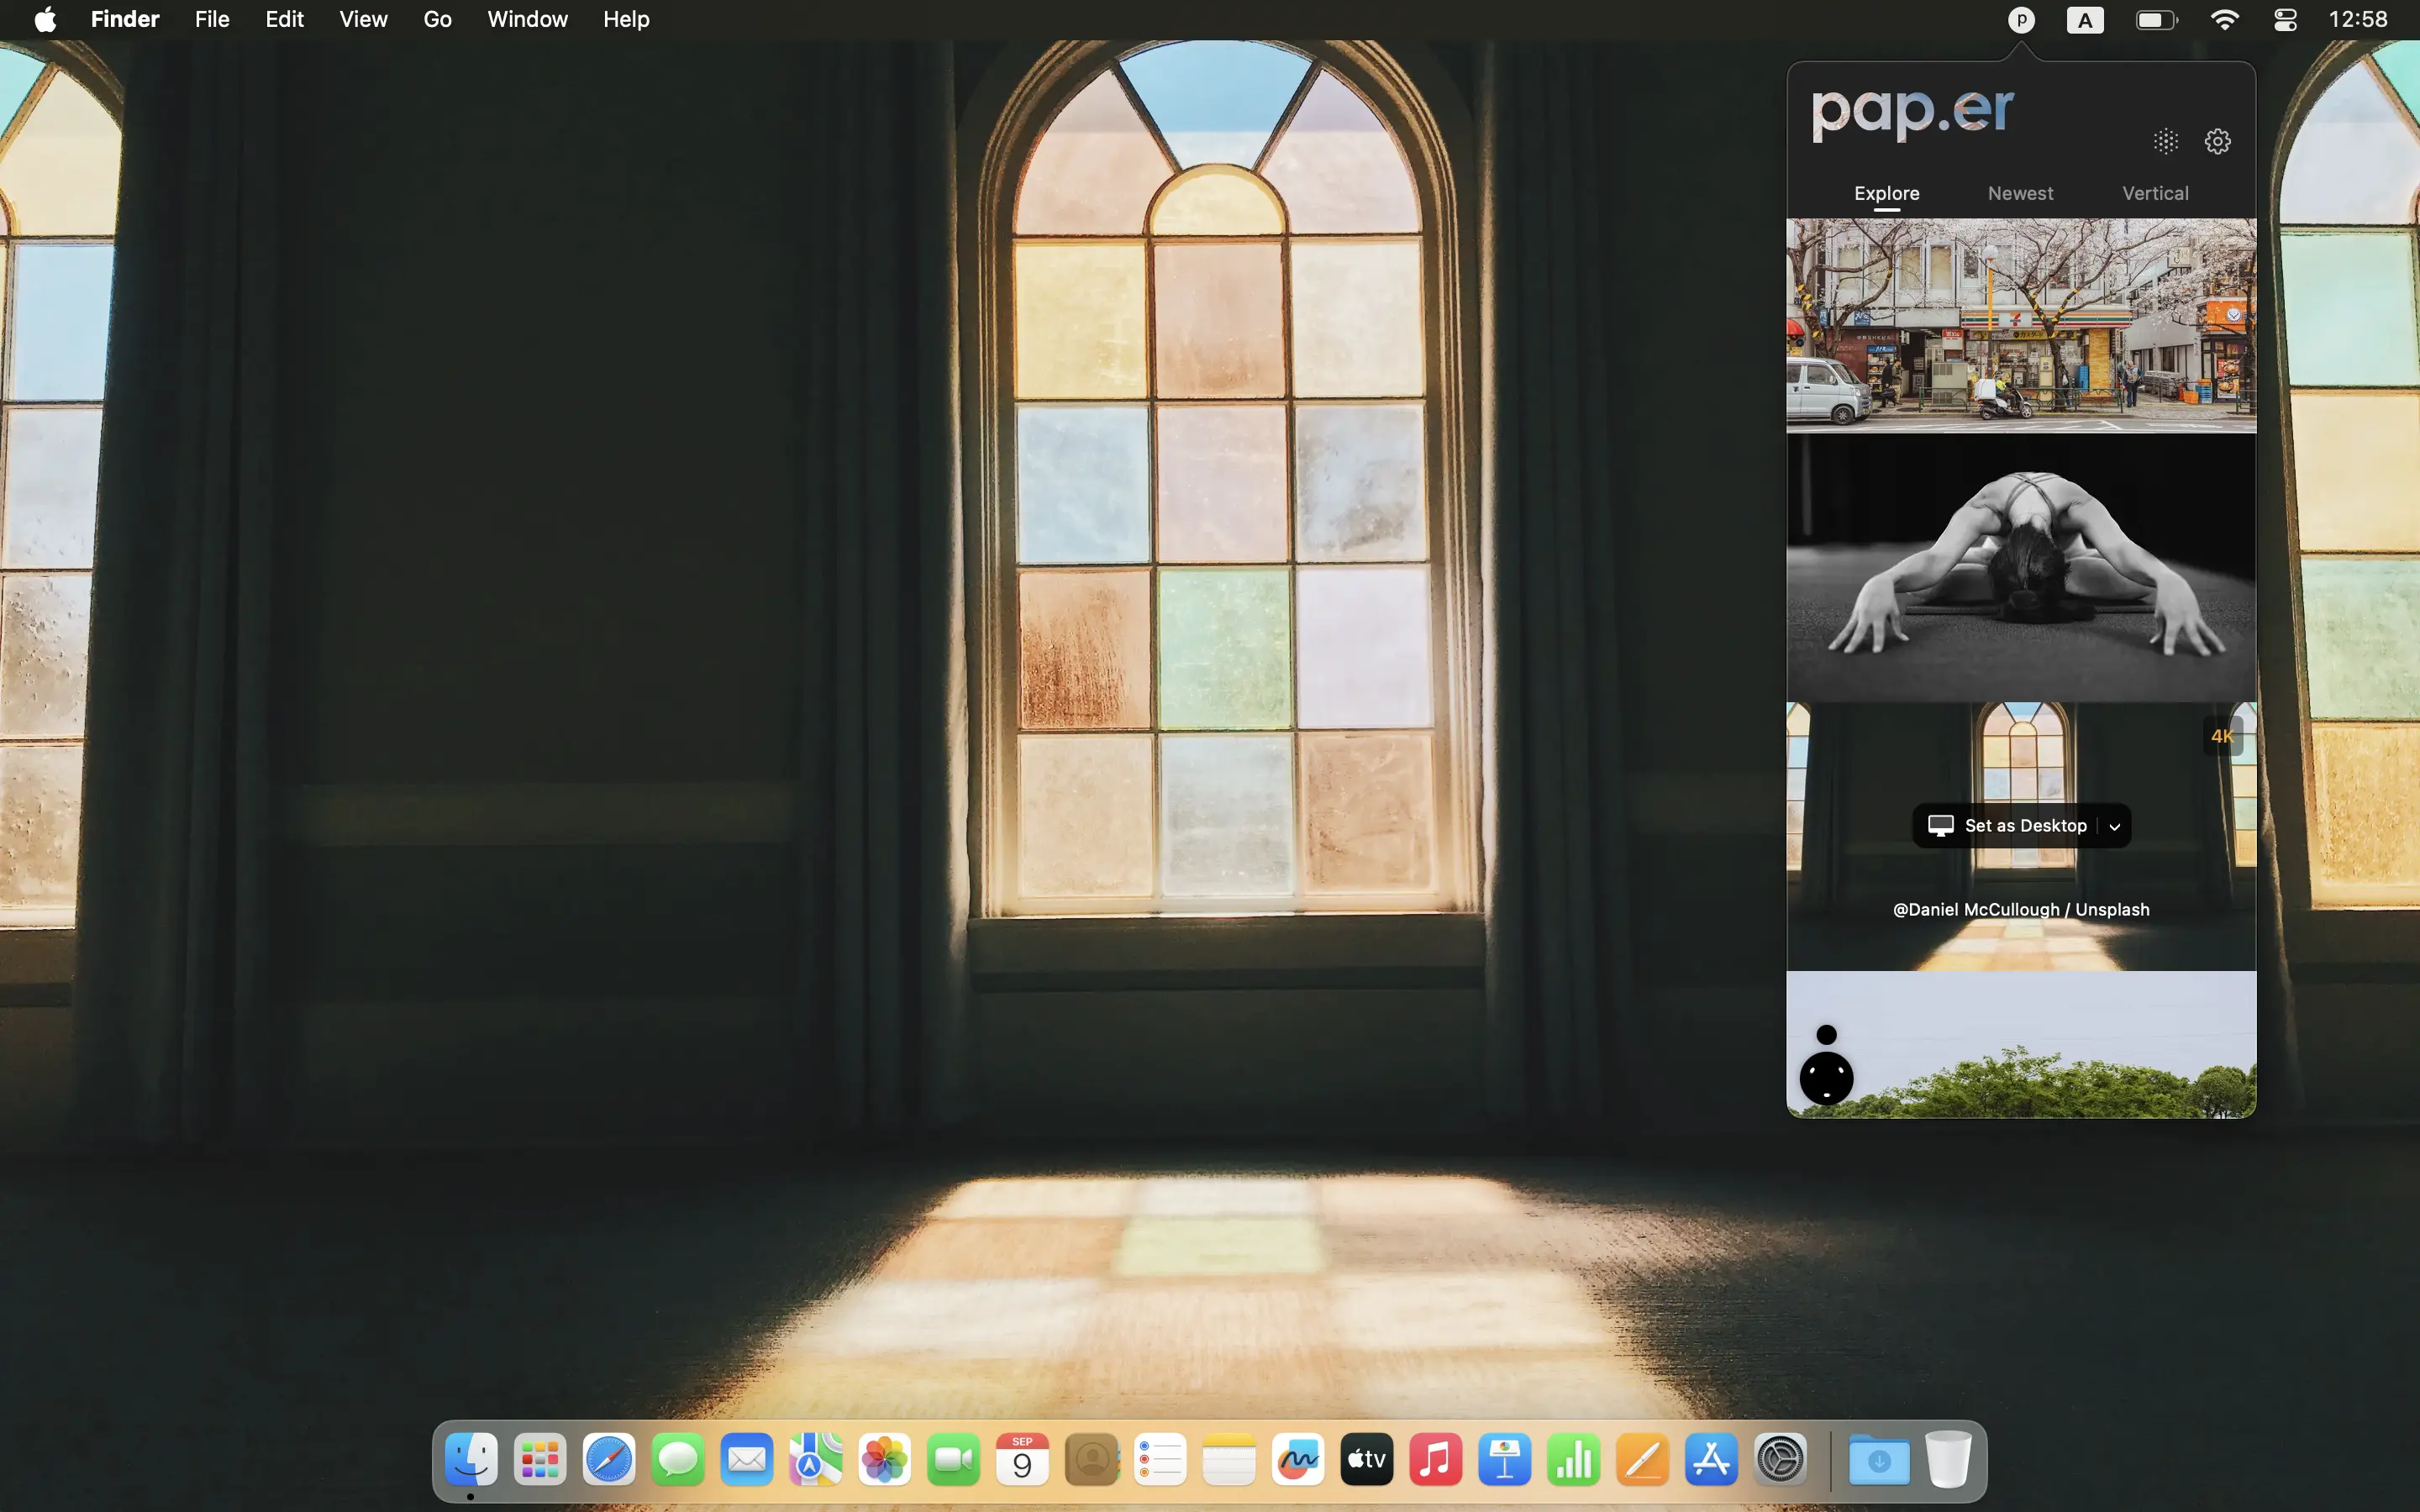 Finder File Edit View Go Window Help
p A 12:58
pap.er
Explore Newest Vertical
4K
Set as Desktop
@Daniel McCullough / Unsplash
SEP
9
tv